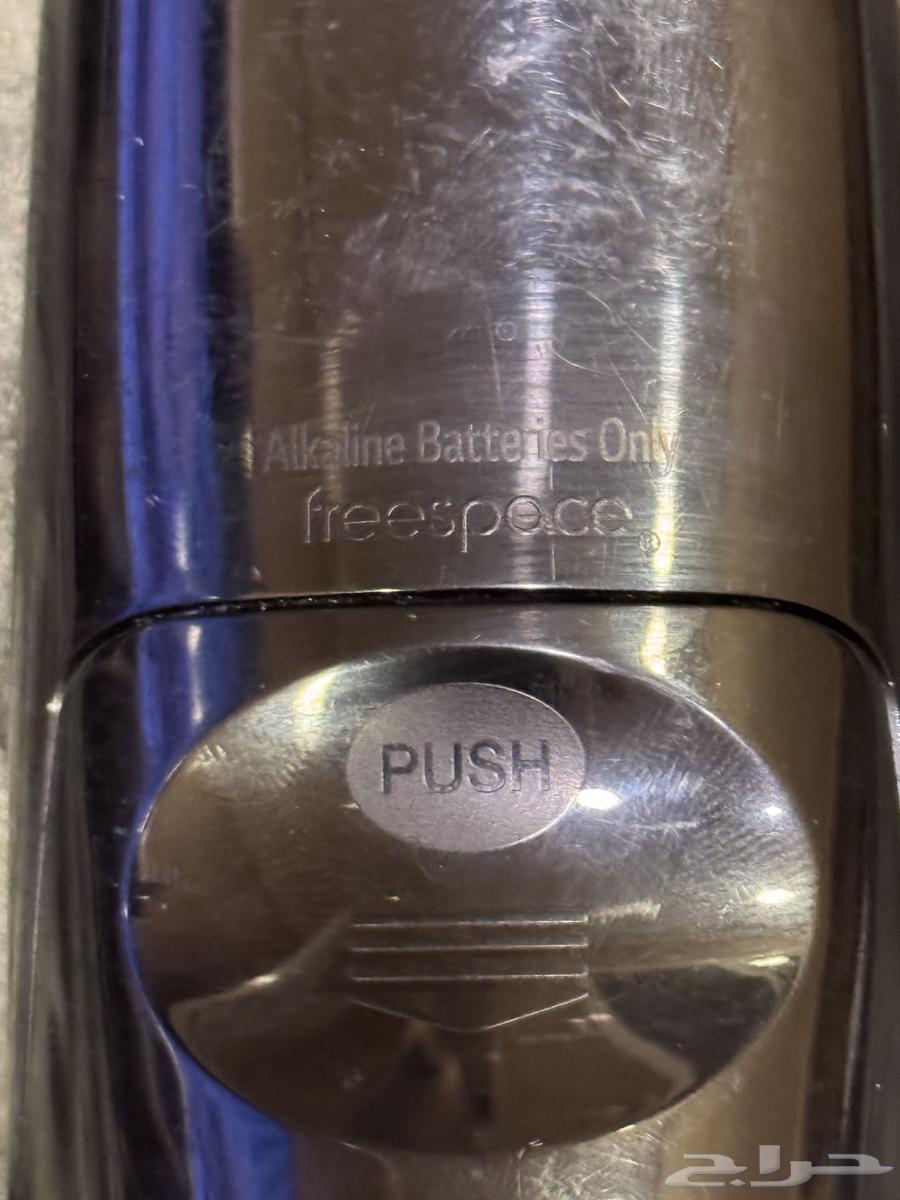 Alkaline Batteries Only
freespace®
PUSH
حراج